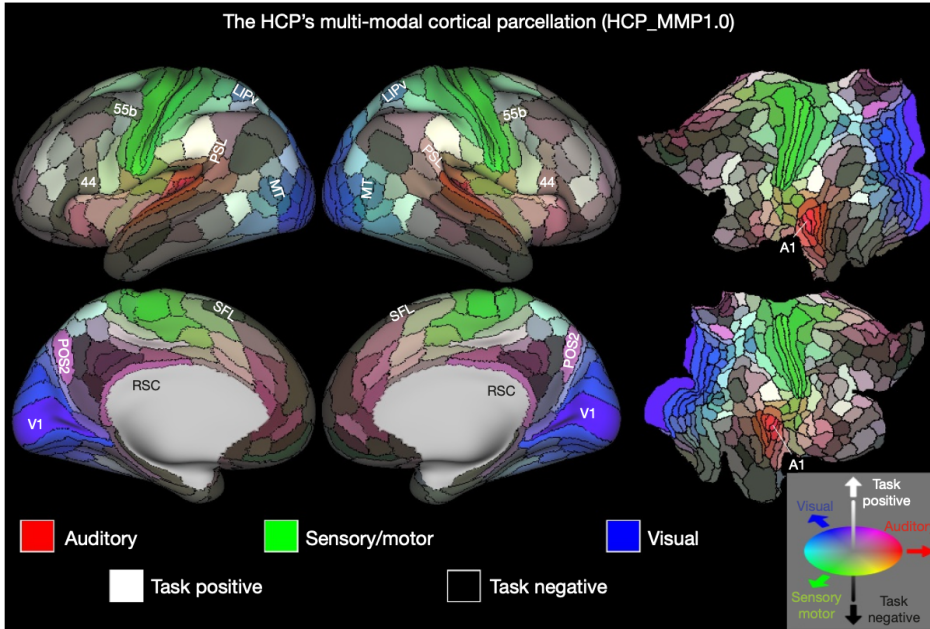 The HCP's multi-modal cortical parcellation (HCP_MMP1.0)
55b
LIPv
PSL
44
MT
LIPv
55b
PSL
44
MT
A1
SFL
POS2
RSC
V1
SFL
POS2
RSC
V1
A1
Task
positive
Visual
Auditor
Sensory
motor
Task
negative
Auditory
Sensory/motor
Visual
Task positive
Task negative